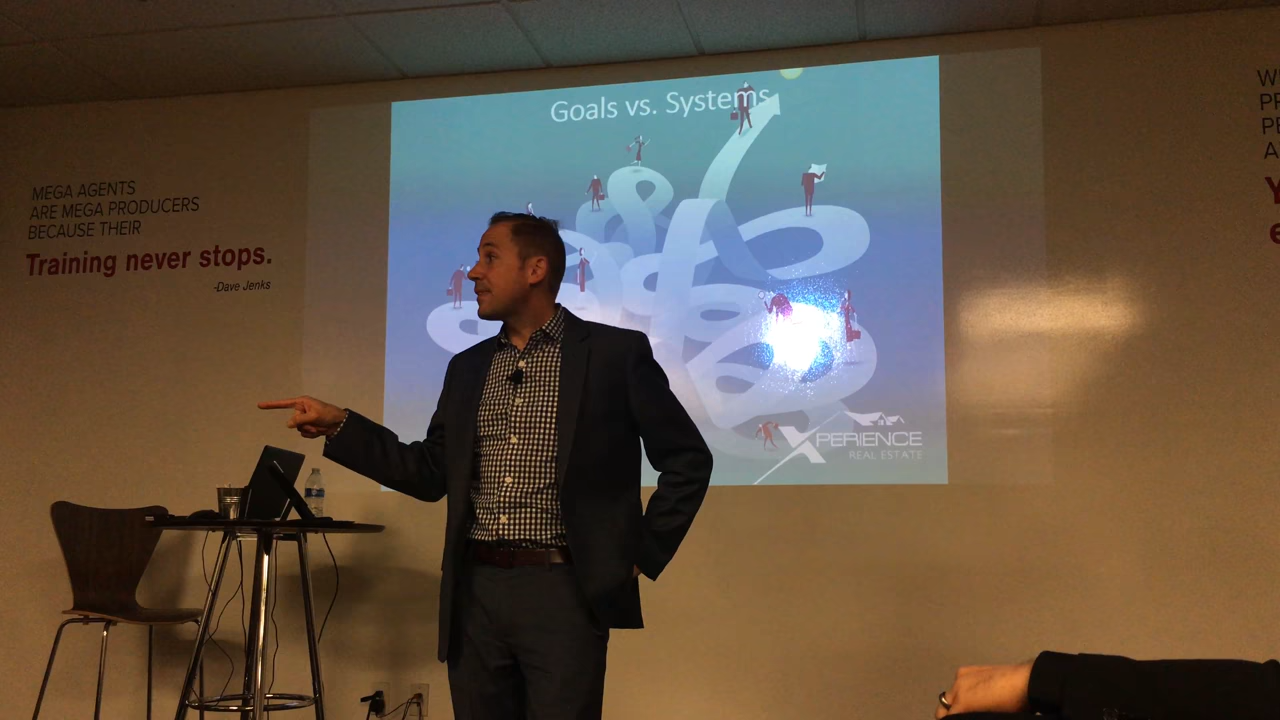 MEGA AGENTS
ARE MEGA PRODUCERS
BECAUSE THEIR
Training never stops.
-Dave Jenks
Goals vs. Systems
XPERIENCE
REAL ESTATE